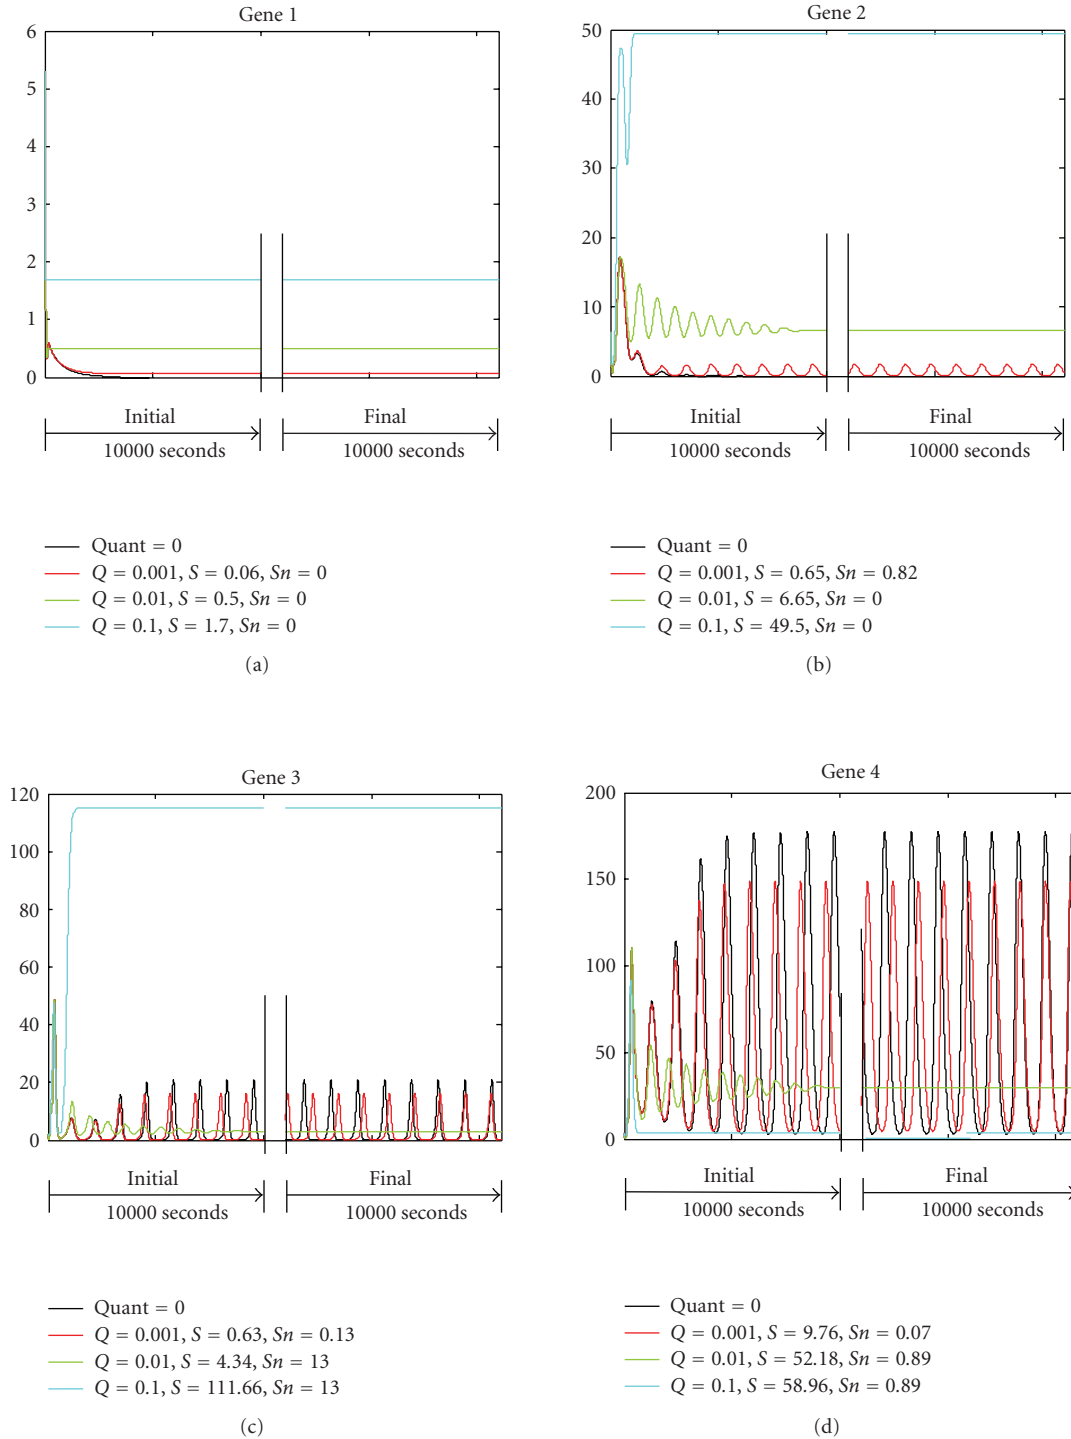 Gene 1
6
5
4
3
2
1
0
Initial
10000 seconds
Final
10000 seconds
Quant = 0
Q = 0.001, S = 0.06, Sn = 0
Q = 0.01, S = 0.5, Sn = 0
Q = 0.1, S = 1.7, Sn = 0
(a)
Gene 2
50
40
30
20
10
0
Initial
10000 seconds
Final
10000 seconds
Quant = 0
Q = 0.001, S = 0.65, Sn = 0.82
Q = 0.01, S = 6.65, Sn = 0
Q = 0.1, S = 49.5, Sn = 0
(b)
Gene 3
120
100
80
60
40
20
0
Initial
10000 seconds
Final
10000 seconds
Quant = 0
Q = 0.001, S = 0.63, Sn = 0.13
Q = 0.01, S = 4.34, Sn = 13
Q = 0.1, S = 111.66, Sn = 13
(c)
Gene 4
200
150
100
50
0
Initial
10000 seconds
Final
10000 seconds
Quant = 0
Q = 0.001, S = 9.76, Sn = 0.07
Q = 0.01, S = 52.18, Sn = 0.89
Q = 0.1, S = 58.96, Sn = 0.89
(d)